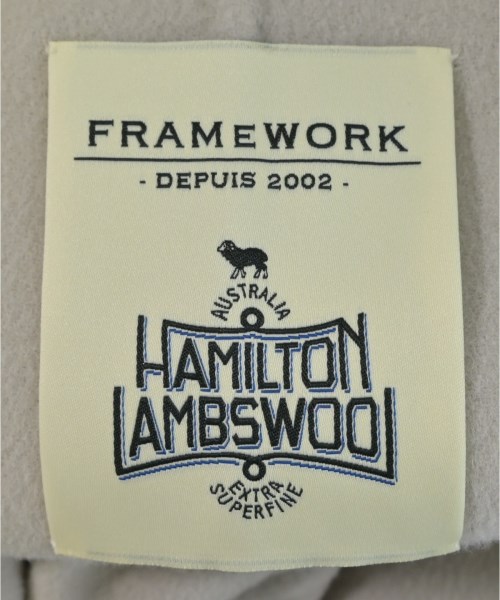 FRAMEWORK
- DEPUIS 2002 -
AUSTRALIA
HAMILTON
LAMBSWOOL
EXTRA
SUPERFINE